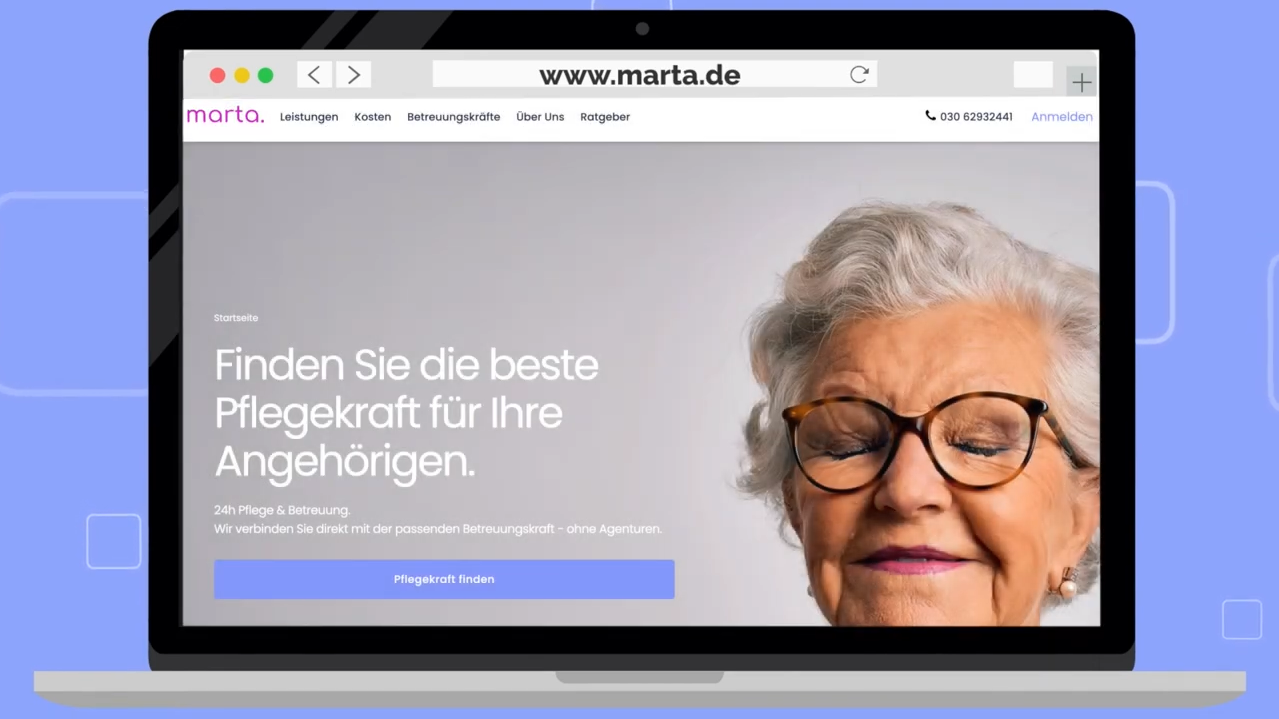 www.marta.de
marta. Leistungen Kosten Betreuungskräfte Über Uns Ratgeber 030 62932441 Anmelden
Startseite
Finden Sie die beste
Pflegekraft für Ihre
Angehörigen.
24h Pflege & Betreuung.
Wir verbinden Sie direkt mit der passenden Betreuungskraft - ohne Agenturen.
Pflegekraft finden